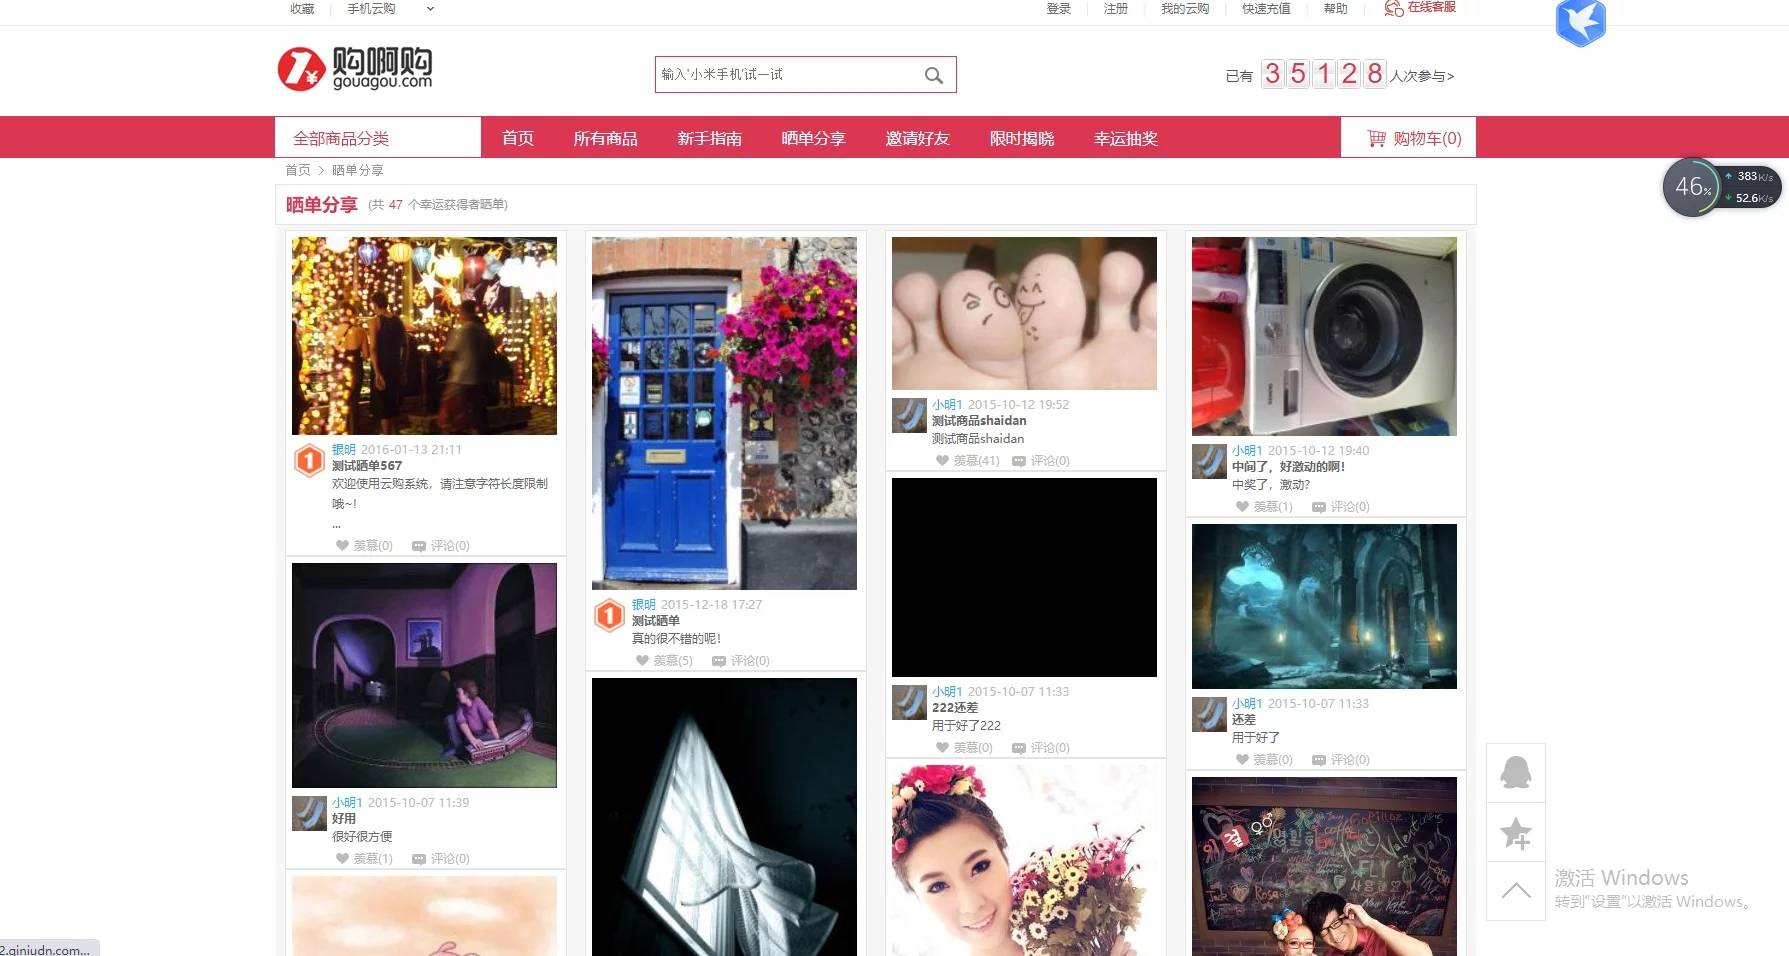 收藏 手机云购 登录 注册 我的云购 快速充值 帮助 在线客服
购啊购
gouagou.com
输入'小米手机'试一试
已有 35128 人次参与>
全部商品分类 首页 所有商品 新手指南 晒单分享 邀请好友 限时揭晓 幸运抽奖 购物车(0)
首页 > 晒单分享
46% 383K/s
52.6K/s
晒单分享 (共 47 个幸运获得者晒单)
银明 2016-01-13 21:11
测试晒单567
欢迎使用云购系统，请注意字符长度限制
哦~！
...
羡慕(0) 评论(0)
小明1 2015-10-07 11:39
好用
很好很方便
羡慕(1) 评论(0)
银明 2015-12-18 17:27
测试晒单
真的很不错的呢！
羡慕(5) 评论(0)
小明1 2015-10-12 19:52
测试商品shaidan
测试商品shaidan
羡慕(41) 评论(0)
小明1 2015-10-07 11:33
222还差
用于好了222
羡慕(0) 评论(0)
小明1 2015-10-12 19:40
中间了，好激动的啊！
中奖了，激动？
羡慕(1) 评论(0)
小明1 2015-10-07 11:33
还差
用于好了
羡慕(0) 评论(0)
FLY
激活 Windows
转到"设置"以激活 Windows。
2.qiniudn.com...